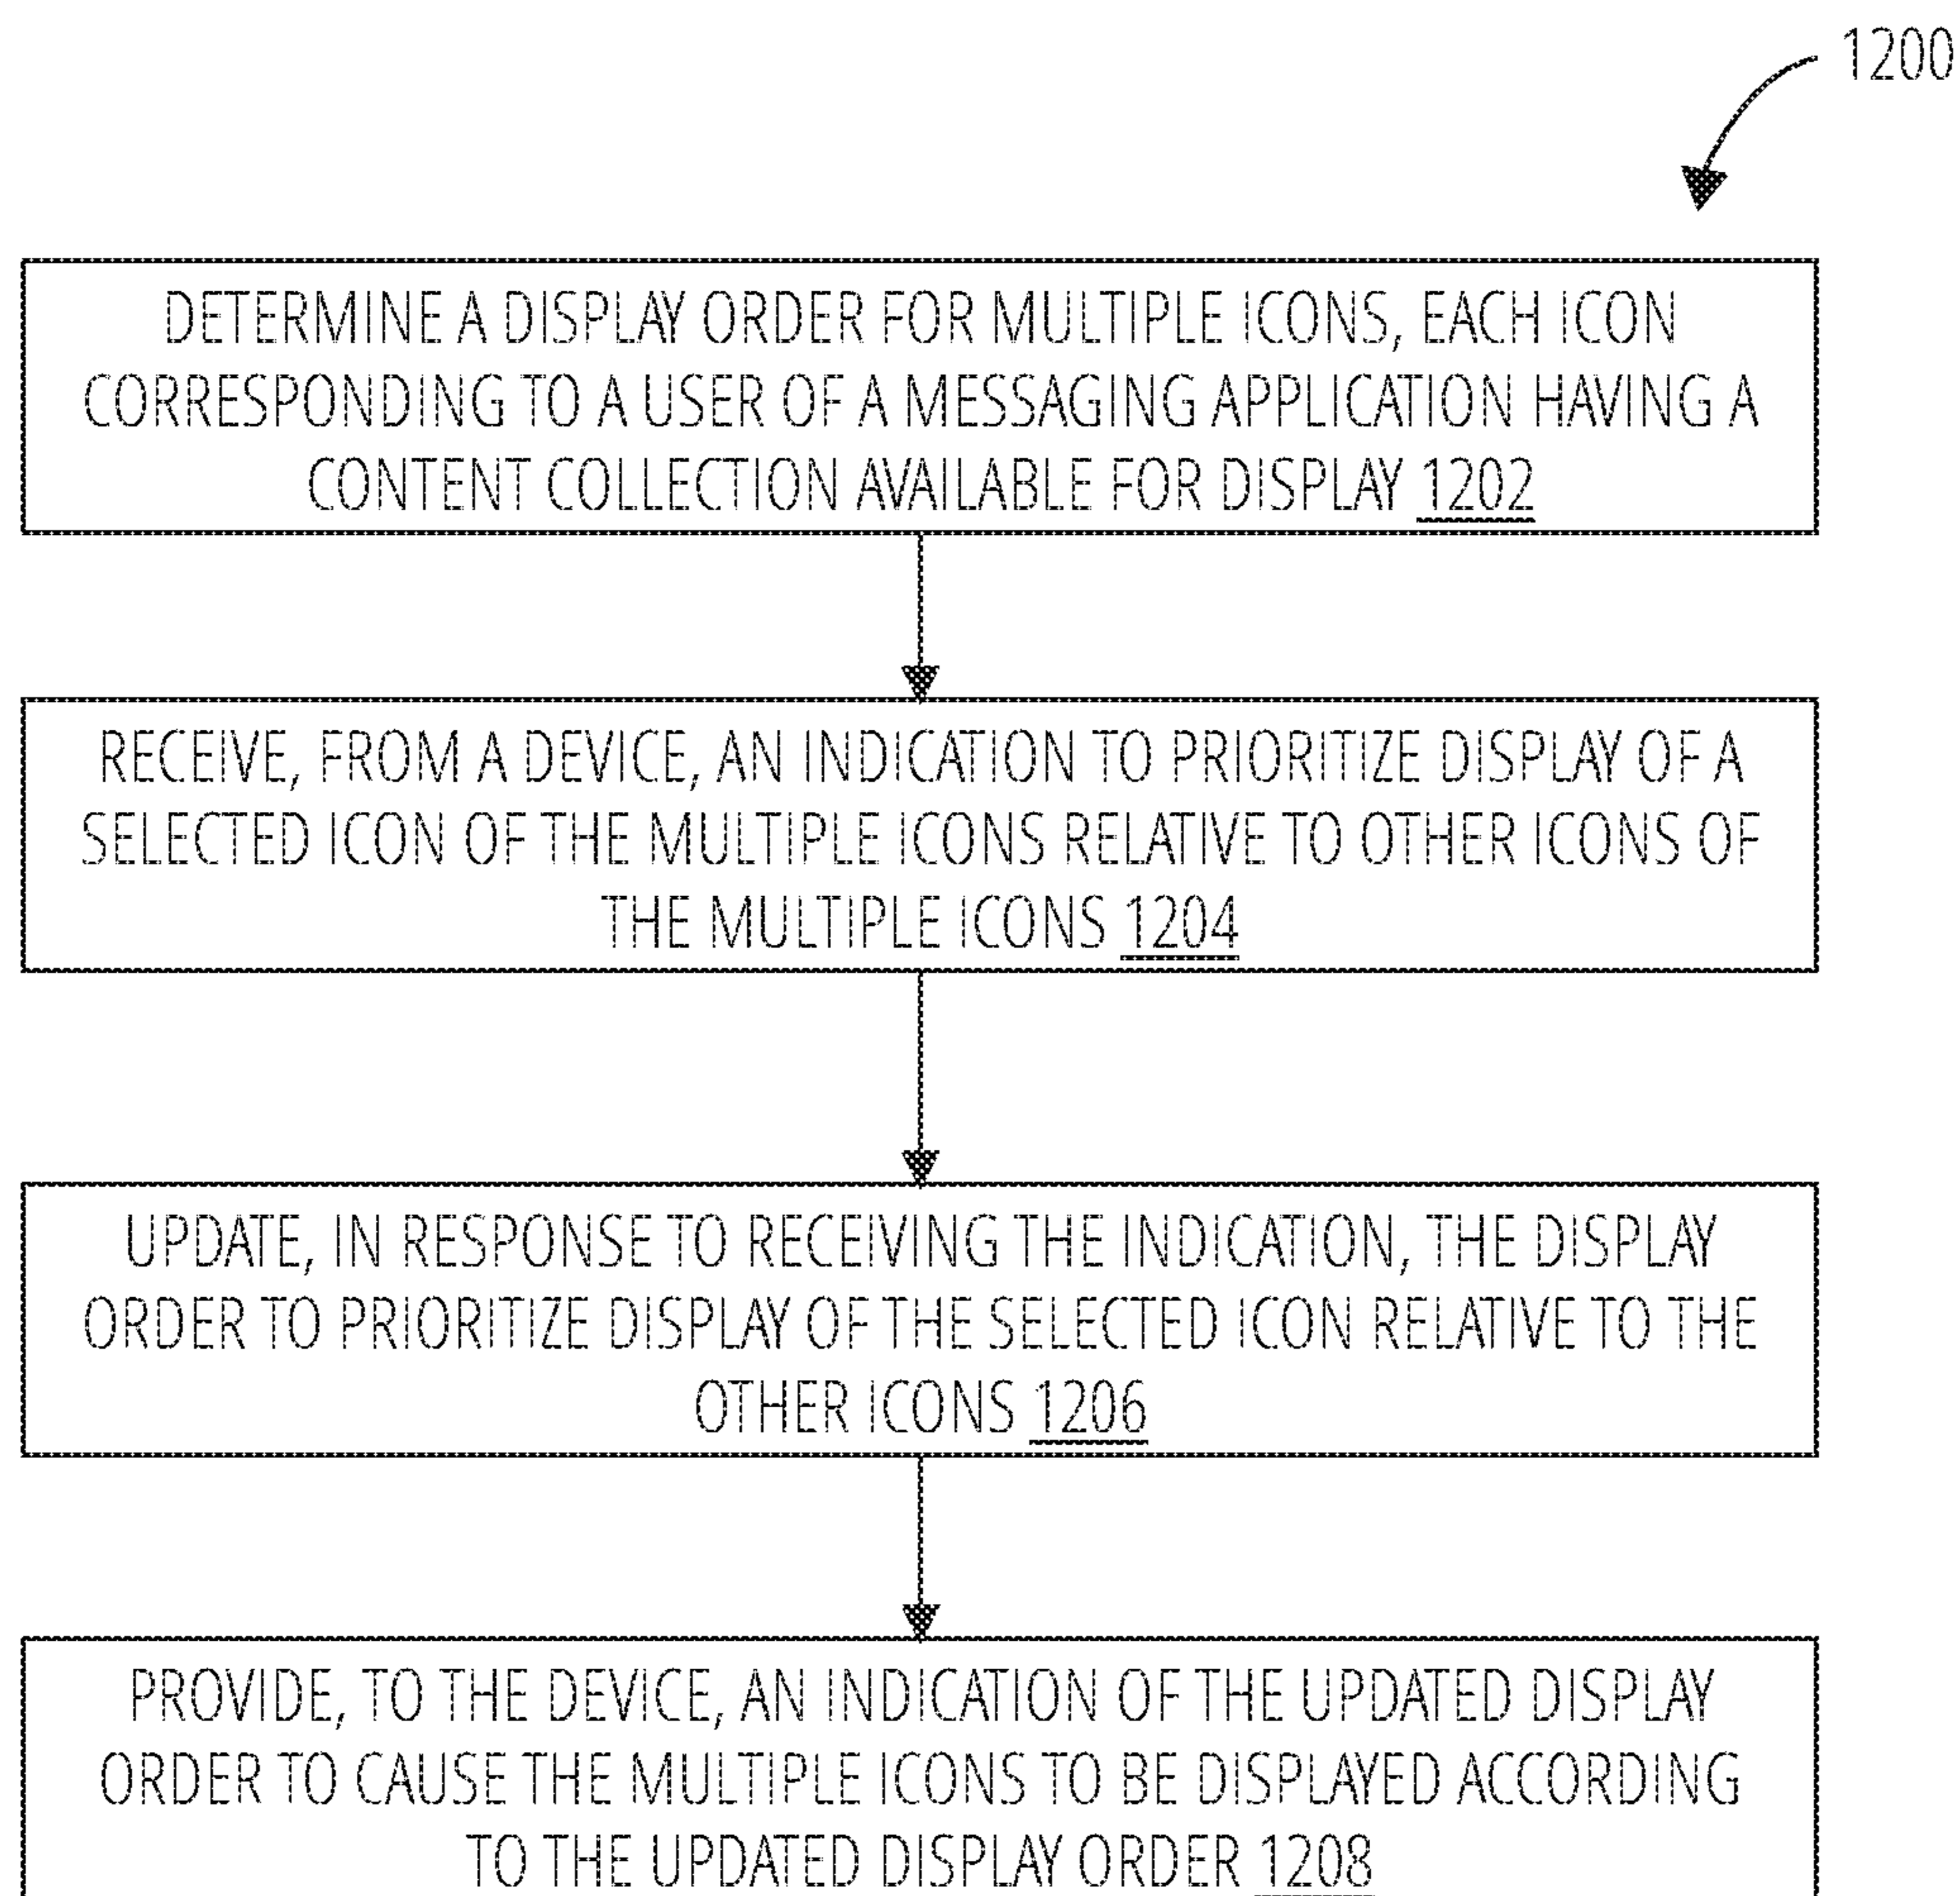 1200
DETERMINE A DISPLAY ORDER FOR MULTIPLE ICONS, EACH ICON
CORRESPONDING TO A USER OF A MESSAGING APPLICATION HAVING A
CONTENT COLLECTION AVAILABLE FOR DISPLAY 1202
RECEIVE, FROM A DEVICE, AN INDICATION TO PRIORITIZE DISPLAY OF A
SELECTED ICON OF THE MULTIPLE ICONS RELATIVE TO OTHER ICONS OF
THE MULTIPLE ICONS 1204
UPDATE, IN RESPONSE TO RECEIVING THE INDICATION, THE DISPLAY
ORDER TO PRIORITIZE DISPLAY OF THE SELECTED ICON RELATIVE TO THE
OTHER ICONS 1206
PROVIDE, TO THE DEVICE, AN INDICATION OF THE UPDATED DISPLAY
ORDER TO CAUSE THE MULTIPLE ICONS TO BE DISPLAYED ACCORDING
TO THE UPDATED DISPLAY ORDER 1208